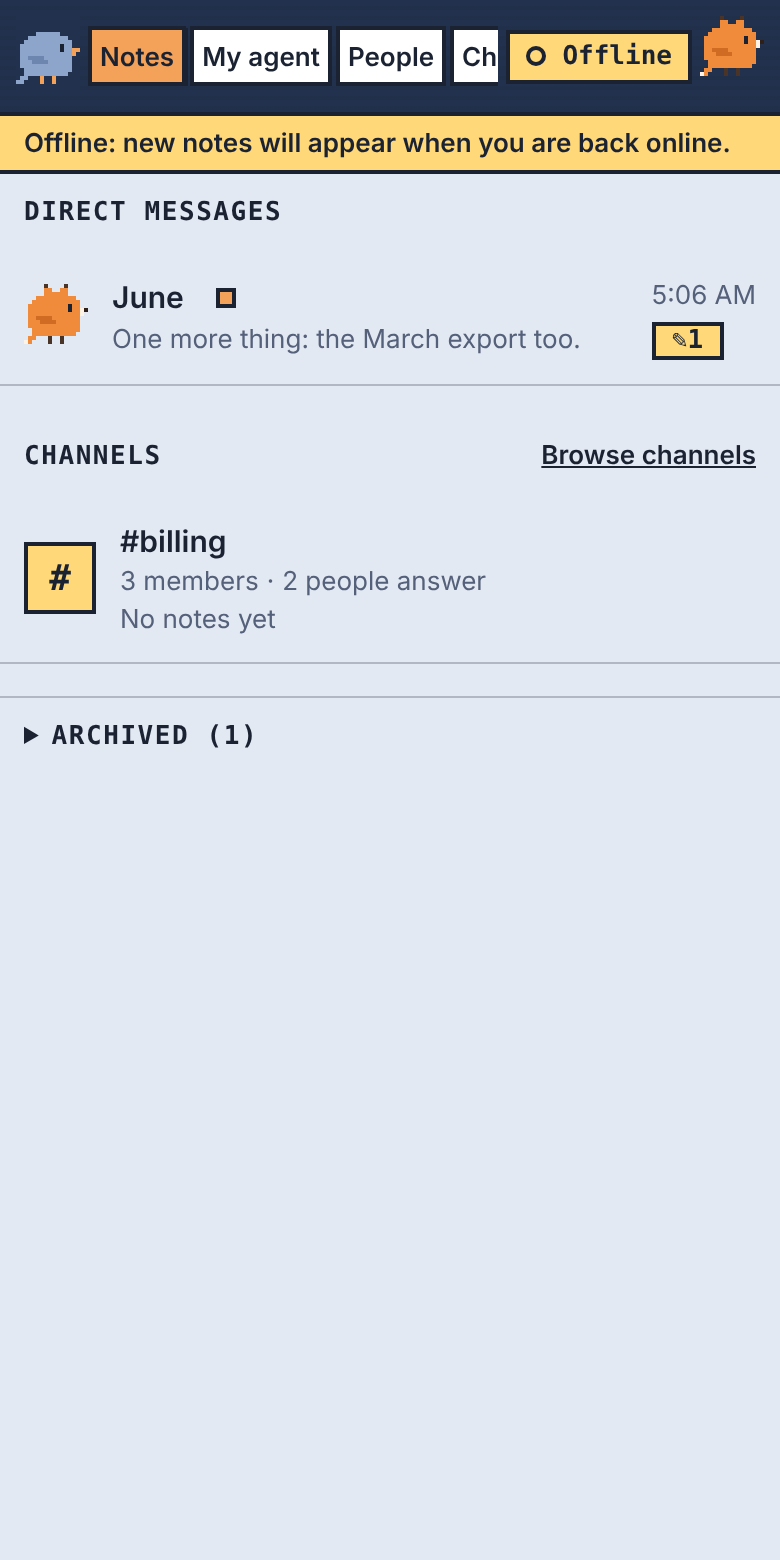 Notes My agent People Ch Offline
Offline: new notes will appear when you are back online.
DIRECT MESSAGES
June 5:06 AM
One more thing: the March export too. ✎1
CHANNELS Browse channels
#billing
# 3 members · 2 people answer
No notes yet
▶ ARCHIVED (1)